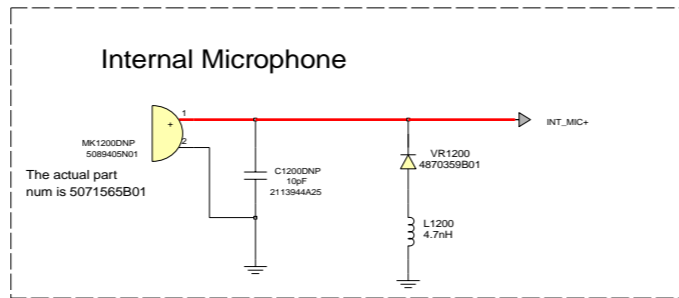 Internal Microphone
1
+
2
INT_MIC+
MK1200DNP
5089405N01
The actual part
num is 5071565B01
C1200DNP
10pF
2113944A25
VR1200
4870359B01
L1200
4.7nH